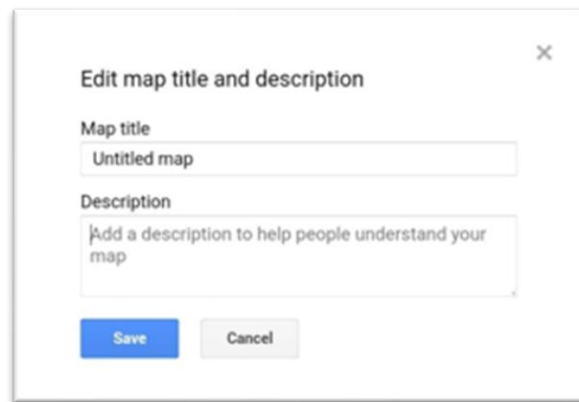 Edit map title and description
Map title
Untitled map
Description
Add a description to help people understand your
map
Save Cancel